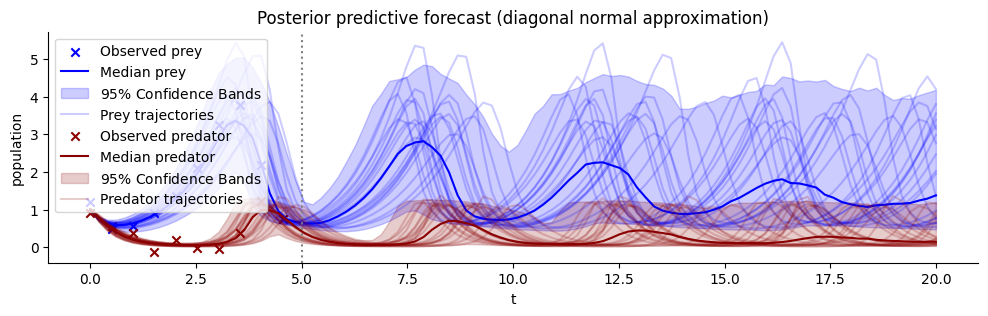 Posterior predictive forecast (diagonal normal approximation)
Observed prey
Median prey
95% Confidence Bands
Prey trajectories
Observed predator
Median predator
95% Confidence Bands
Predator trajectories
population
5
4
3
2
1
0
0.0 2.5 5.0 7.5 10.0 12.5 15.0 17.5 20.0
t